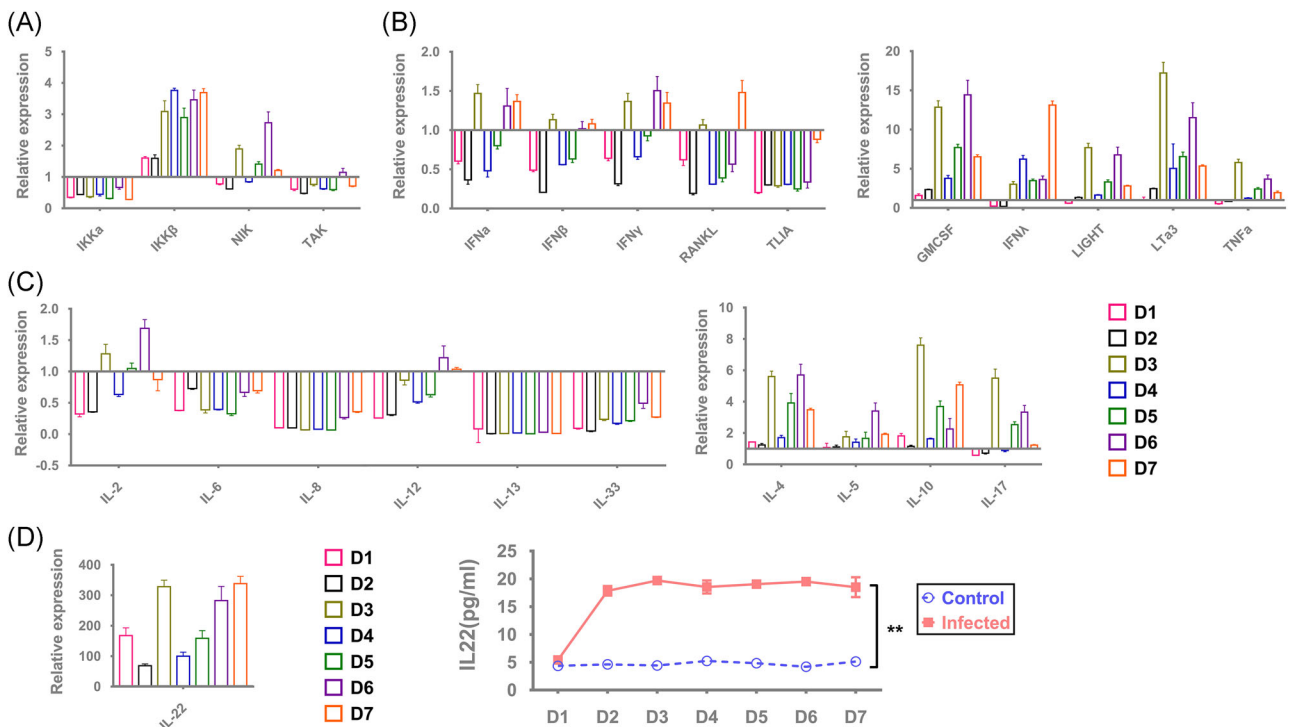 (A)
Relative expression
5
4
3
2
1
0
IKKa
IKKβ
NIK
TAK
(B)
Relative expression
2.0
1.5
1.0
0.5
0.0
IFNa
IFNβ
IFNγ
RANKL
TLIA
Relative expression
20
15
10
5
0
GMCSF
IFNλ
LIGHT
LTa3
TNFa
(C)
Relative expression
2.0
1.5
1.0
0.5
0.0
-0.5
IL-2
IL-6
IL-8
IL-12
IL-13
IL-33
Relative expression
10
8
6
4
2
0
IL-4
IL-5
IL-10
IL-17
D1
D2
D3
D4
D5
D6
D7
(D)
Relative expression
400
300
200
100
0
IL-22
D1
D2
D3
D4
D5
D6
D7
IL22(pg/ml)
25
20
15
10
5
0
D1 D2 D3 D4 D5 D6 D7
**
Control
Infected